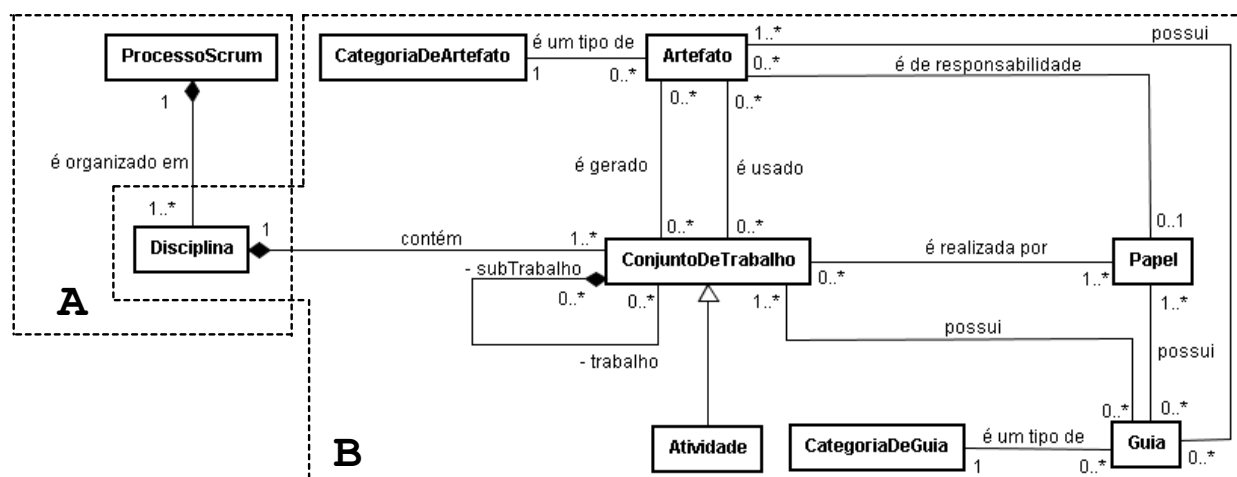 ProcessoScrum
1
é organizado em
1..*
Disciplina
A
CategoriaDeArtefato
é um tipo de
1
0..*
Artefato
1..*
possui
0..*
é de responsabilidade
0..*
0..*
é gerado
é usado
0..*
0..*
0..1
1
contém
1..*
ConjuntoDeTrabalho
é realizada por
0..*
1..*
Papel
- subTrabalho
0..*
0..*
- trabalho
1..*
possui
1..*
possui
0..*
0..*
Atividade
CategoriaDeGuia
é um tipo de
1
0..*
Guia
0..*
B